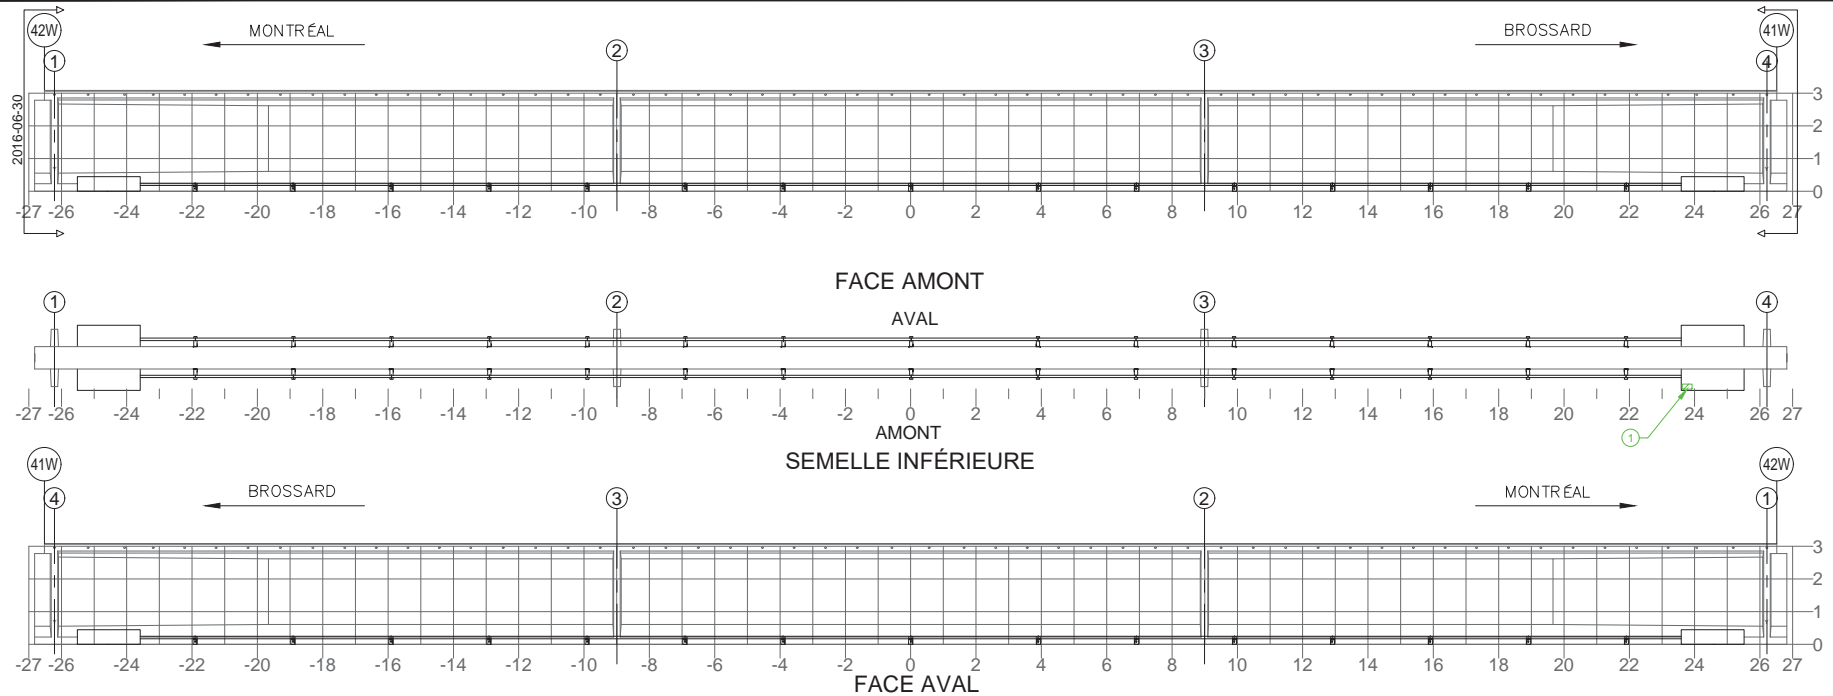 42W MONTRÉAL BROSSARD 41W
1 2 3 4
2016-06-30
3
2
1
0
-27 -26 -24 -22 -20 -18 -16 -14 -12 -10 -8 -6 -4 -2 0 2 4 6 8 10 12 14 16 18 20 22 24 26 27
FACE AMONT
1 2 3 4
AVAL
-27 -26 -24 -22 -20 -18 -16 -14 -12 -10 -8 -6 -4 -2 0 2 4 6 8 10 12 14 16 18 20 22 24 26 27
AMONT
1
SEMELLE INFÉRIEURE
41W BROSSARD MONTRÉAL 42W
4 3 2 1
3
2
1
0
-27 -26 -24 -22 -20 -18 -16 -14 -12 -10 -8 -6 -4 -2 0 2 4 6 8 10 12 14 16 18 20 22 24 26 27
FACE AVAL